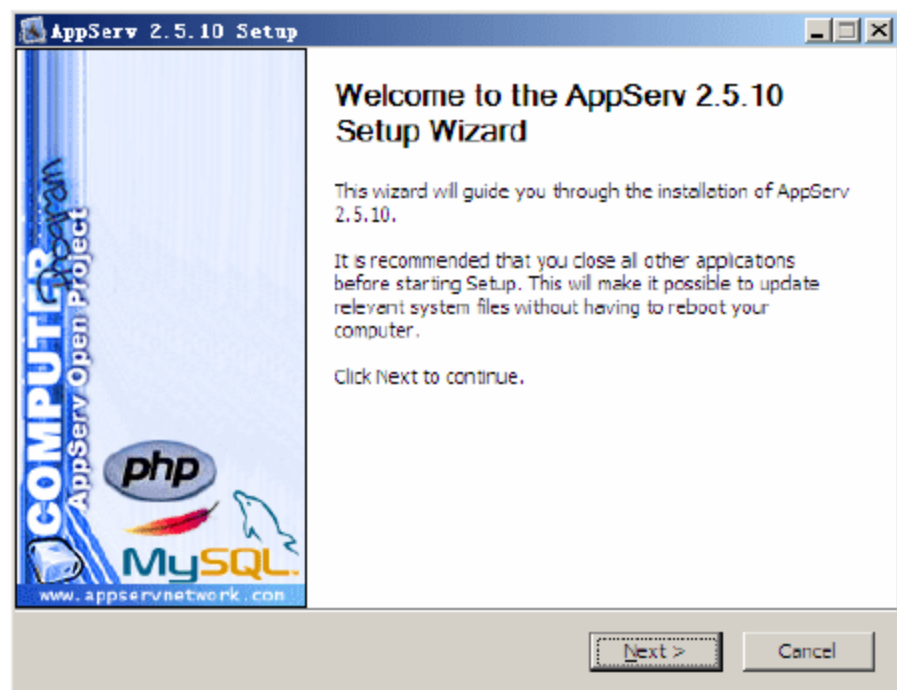 AppServ 2.5.10 Setup
Welcome to the AppServ 2.5.10
Setup Wizard
This wizard will guide you through the installation of AppServ
2.5.10.
It is recommended that you close all other applications
before starting Setup. This will make it possible to update
relevant system files without having to reboot your
computer.
Click Next to continue.
COMPUTER
AppServ Open Project
php
MySQL
www.appservnetwork.com
Next >
Cancel